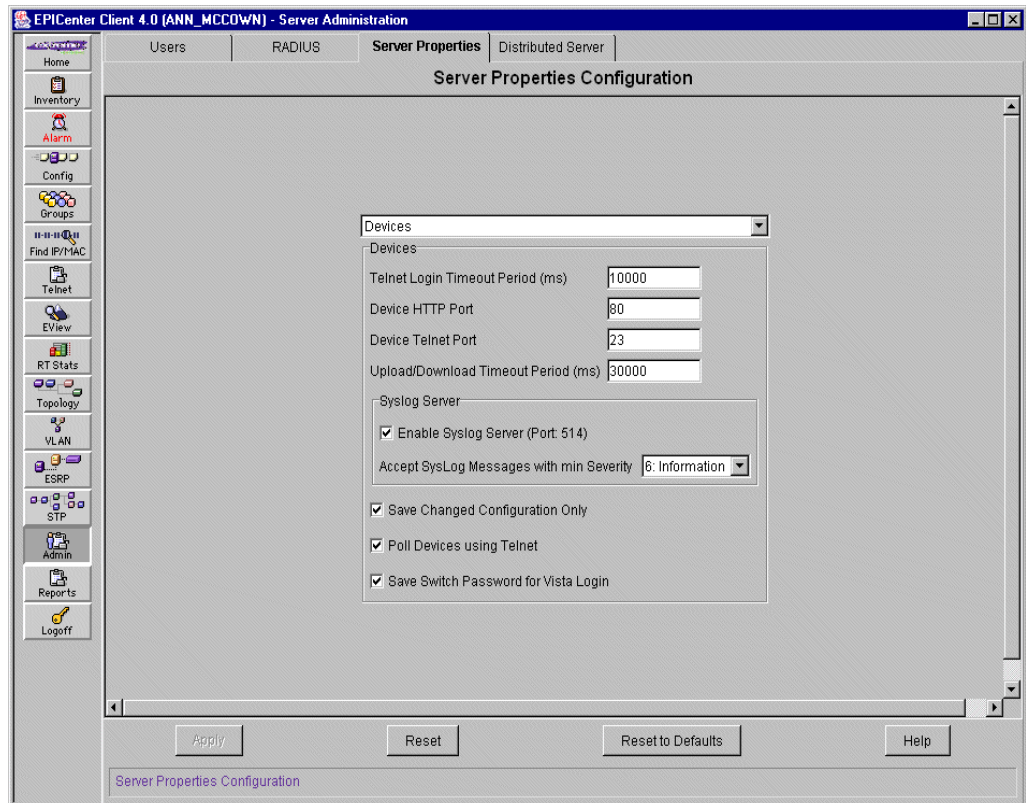 EPICenter Client 4.0 (ANN_MCCOWN) - Server Administration
Home
Inventory
Alarm
Config
Groups
Find IP/MAC
Telnet
EView
RT Stats
Topology
VLAN
ESRP
STP
Admin
Reports
Logoff
Users RADIUS Server Properties Distributed Server
Server Properties Configuration
Devices
Devices
Telnet Login Timeout Period (ms) 10000
Device HTTP Port 80
Device Telnet Port 23
Upload/Download Timeout Period (ms) 30000
Syslog Server
Enable Syslog Server (Port: 514)
Accept SysLog Messages with min Severity 6: Information
Save Changed Configuration Only
Poll Devices using Telnet
Save Switch Password for Vista Login
Apply Reset Reset to Defaults Help
Server Properties Configuration